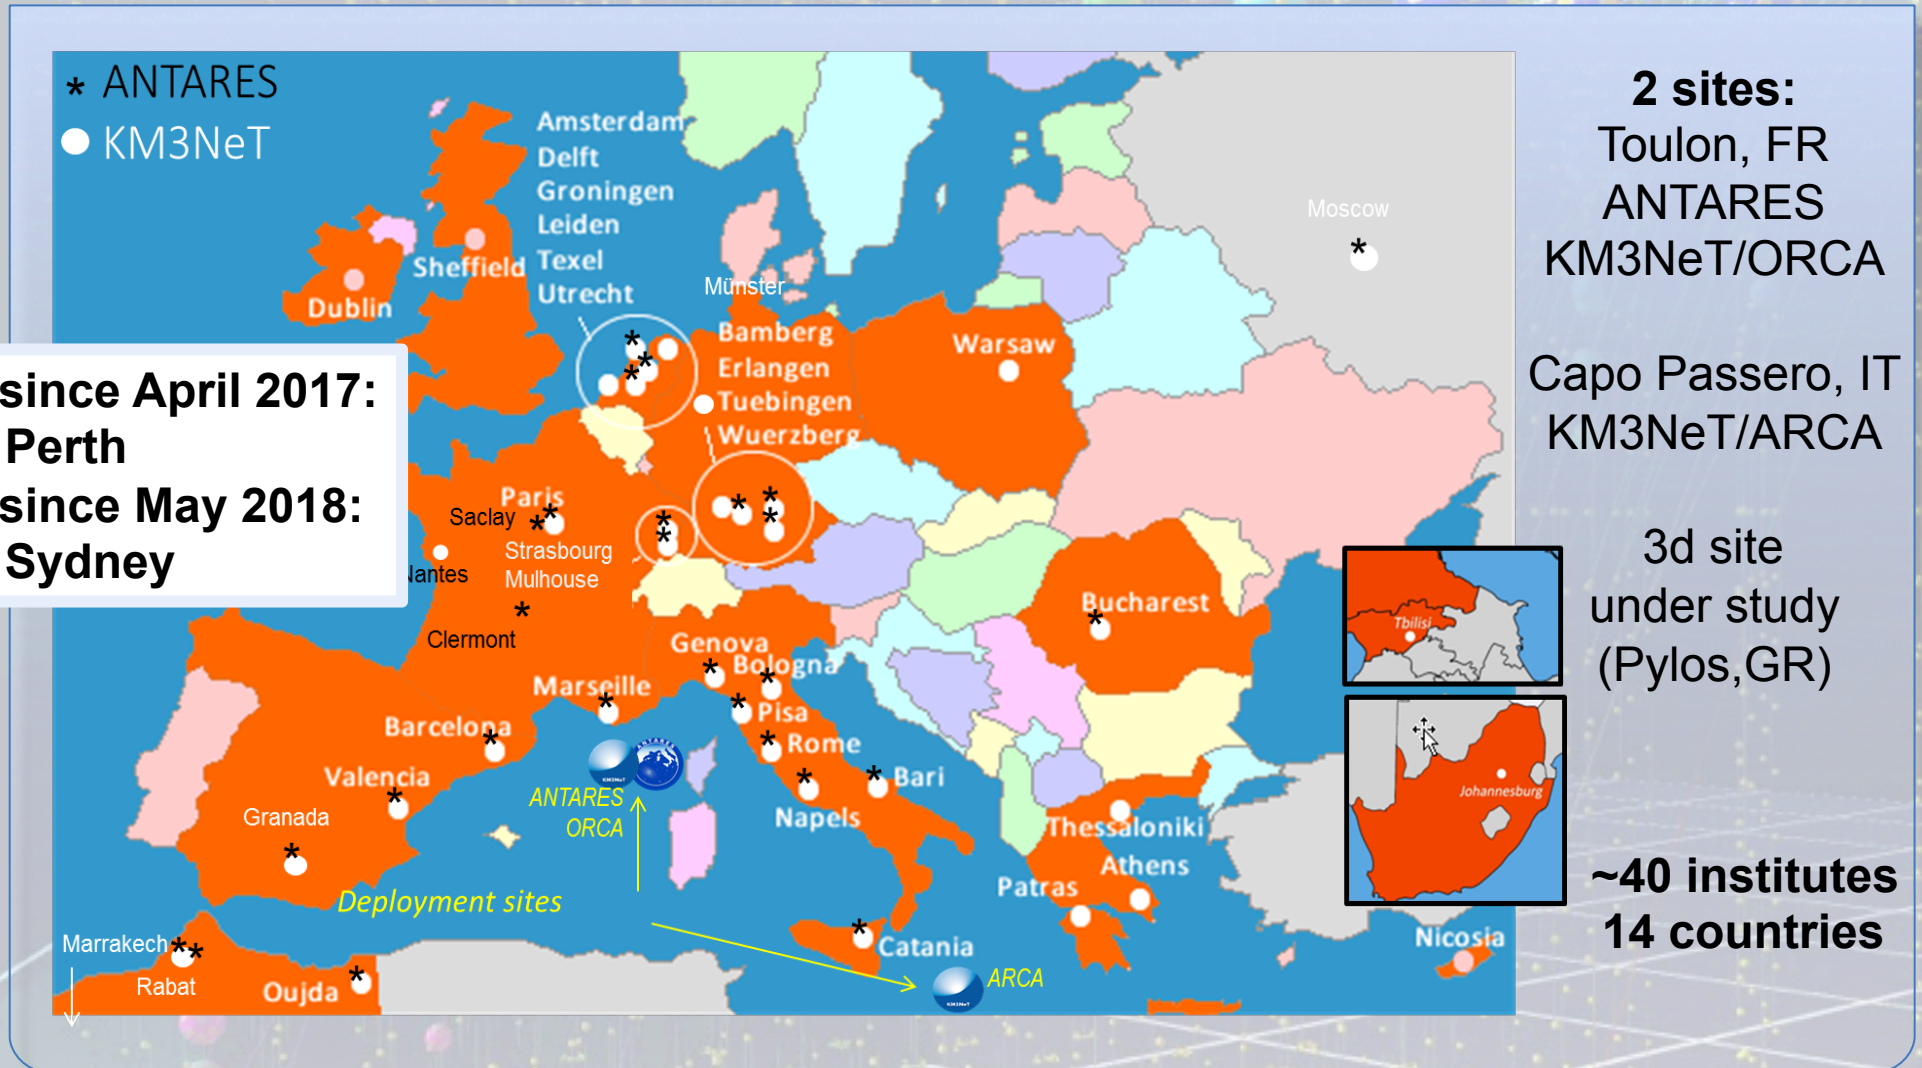 * ANTARES
KM3NeT
Amsterdam
Delft
Groningen
Leiden
Texel
Utrecht
Sheffield
Dublin
Münster
Moscow
Bamberg
Erlangen
Tuebingen
Wuerzberg
Warsaw
since April 2017:
Perth
since May 2018:
Sydney
Paris
Saclay
Strasbourg
Mulhouse
Nantes
Clermont
Genova
Bologna
Bucharest
Marseille
Pisa
Barcelona
Rome
Valencia
Bari
Granada
Napels
ANTARES
ORCA
Thessaloniki
Athens
Patras
Deployment sites
Catania
ARCA
Nicosia
Marrakech
Rabat
Oujda
Tbilisi
Johannesburg
2 sites:
Toulon, FR
ANTARES
KM3NeT/ORCA
Capo Passero, IT
KM3NeT/ARCA
3d site
under study
(Pylos,GR)
~40 institutes
14 countries
KM3NeT
ANTARES
KM3NeT